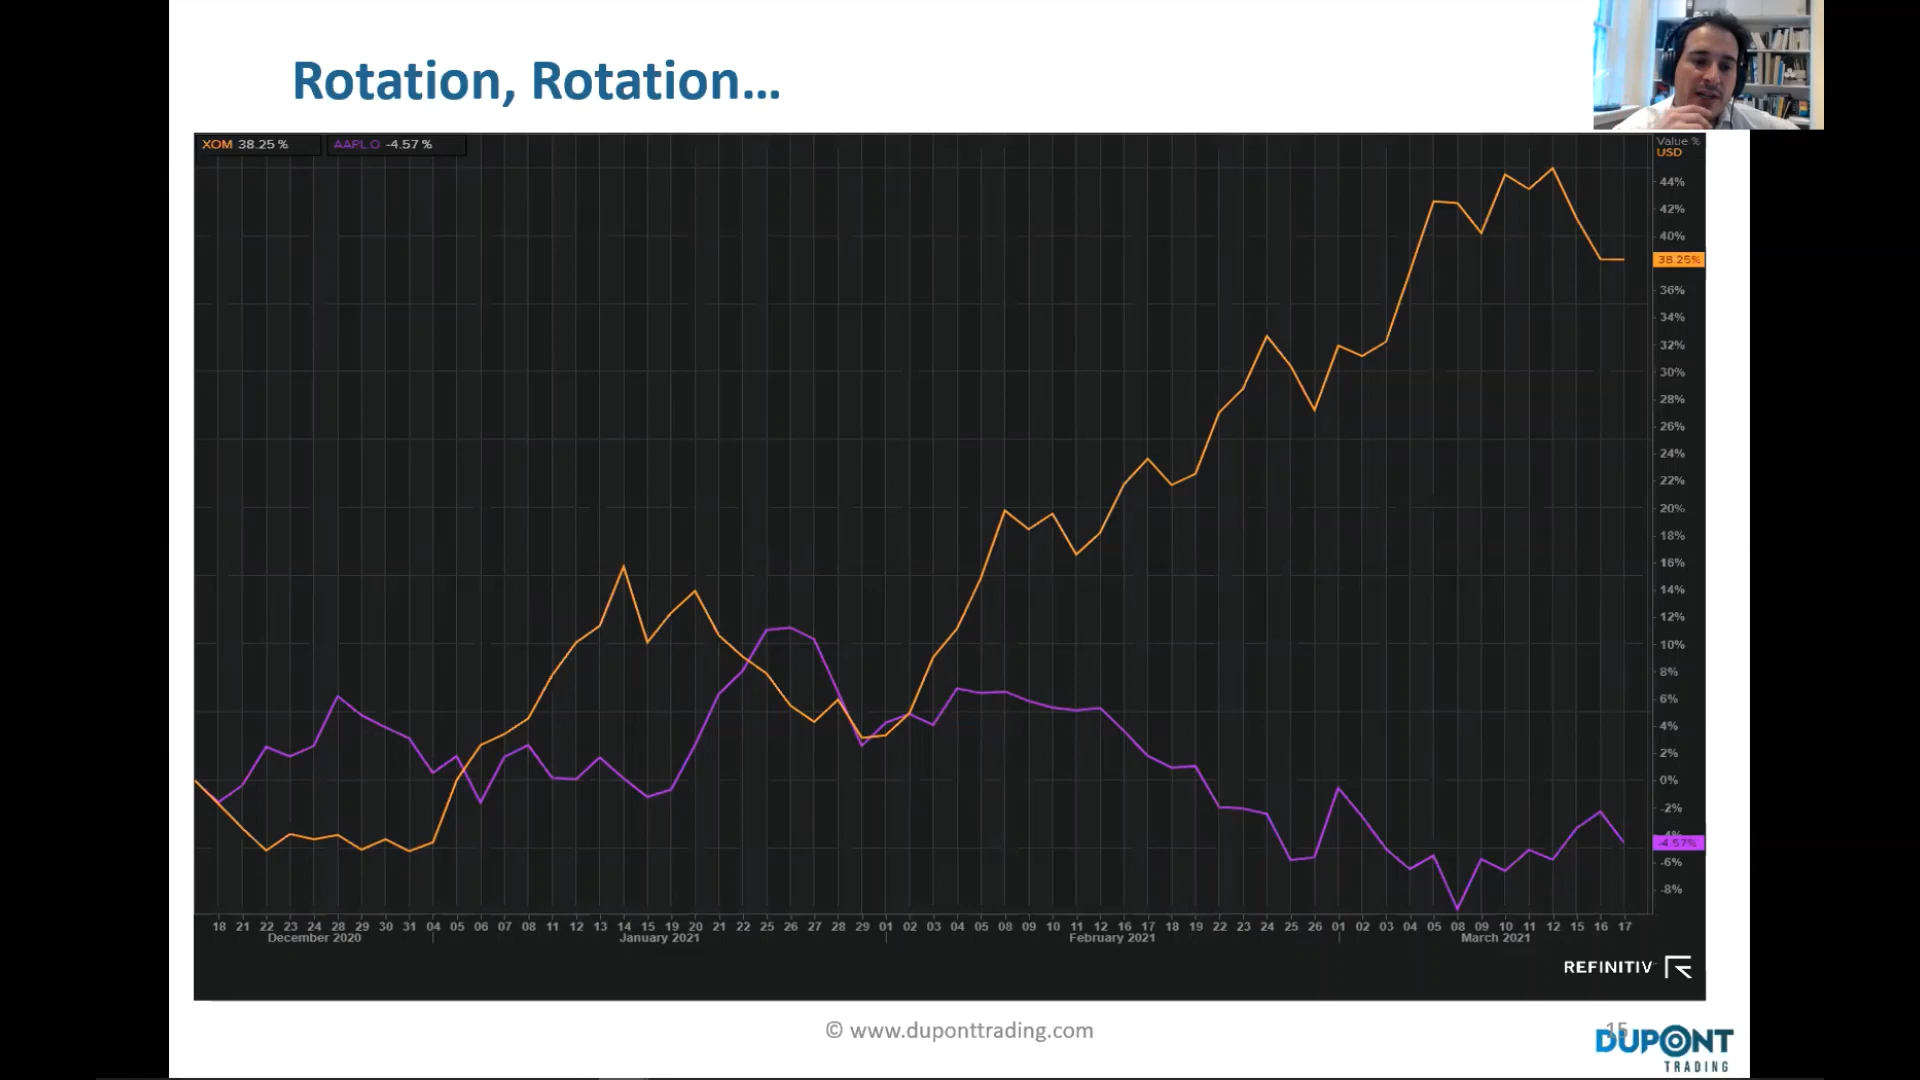 Rotation, Rotation...
XOM 38.25 %
AAPL.O -4.57 %
Value %
USD
44%
42%
40%
38.25%
36%
34%
32%
30%
28%
26%
24%
22%
20%
18%
16%
14%
12%
10%
8%
6%
4%
2%
0%
-2%
-4%
-4.57%
-6%
-8%
18 21 22 23 24 28 29 30 31 04 05 06 07 08 11 12 13 14 15 19 20 21 22 25 26 27 28 29 01 02 03 04 05 08 09 10 11 12 16 17 18 19 22 23 24 25 26 01 02 03 04 05 08 09 10 11 12 15 16 17
December 2020 January 2021 February 2021 March 2021
REFINITIV
© www.duponttrading.com
15
DUPONT
TRADING